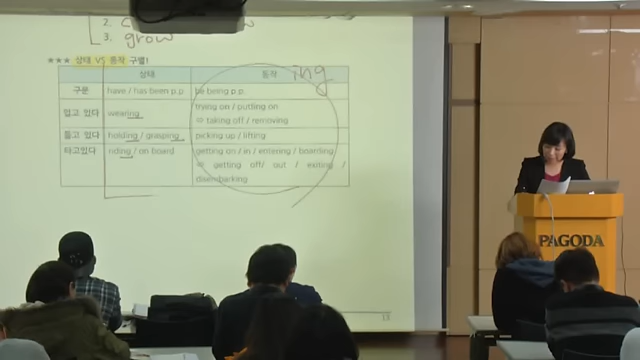 2.
3. grow
★★★ 상태 VS 동작 구별!
상태 동작 ing
구문 have / has been p.p be being p.p.
입고 있다 wearing trying on / putting on
⇔ taking off / removing
들고 있다 holding / grasping picking up / lifting
타고있다 riding / on board getting on / in / entering / boarding
⇔ getting off/ out / exiting /
disembarking
13
PAGODA